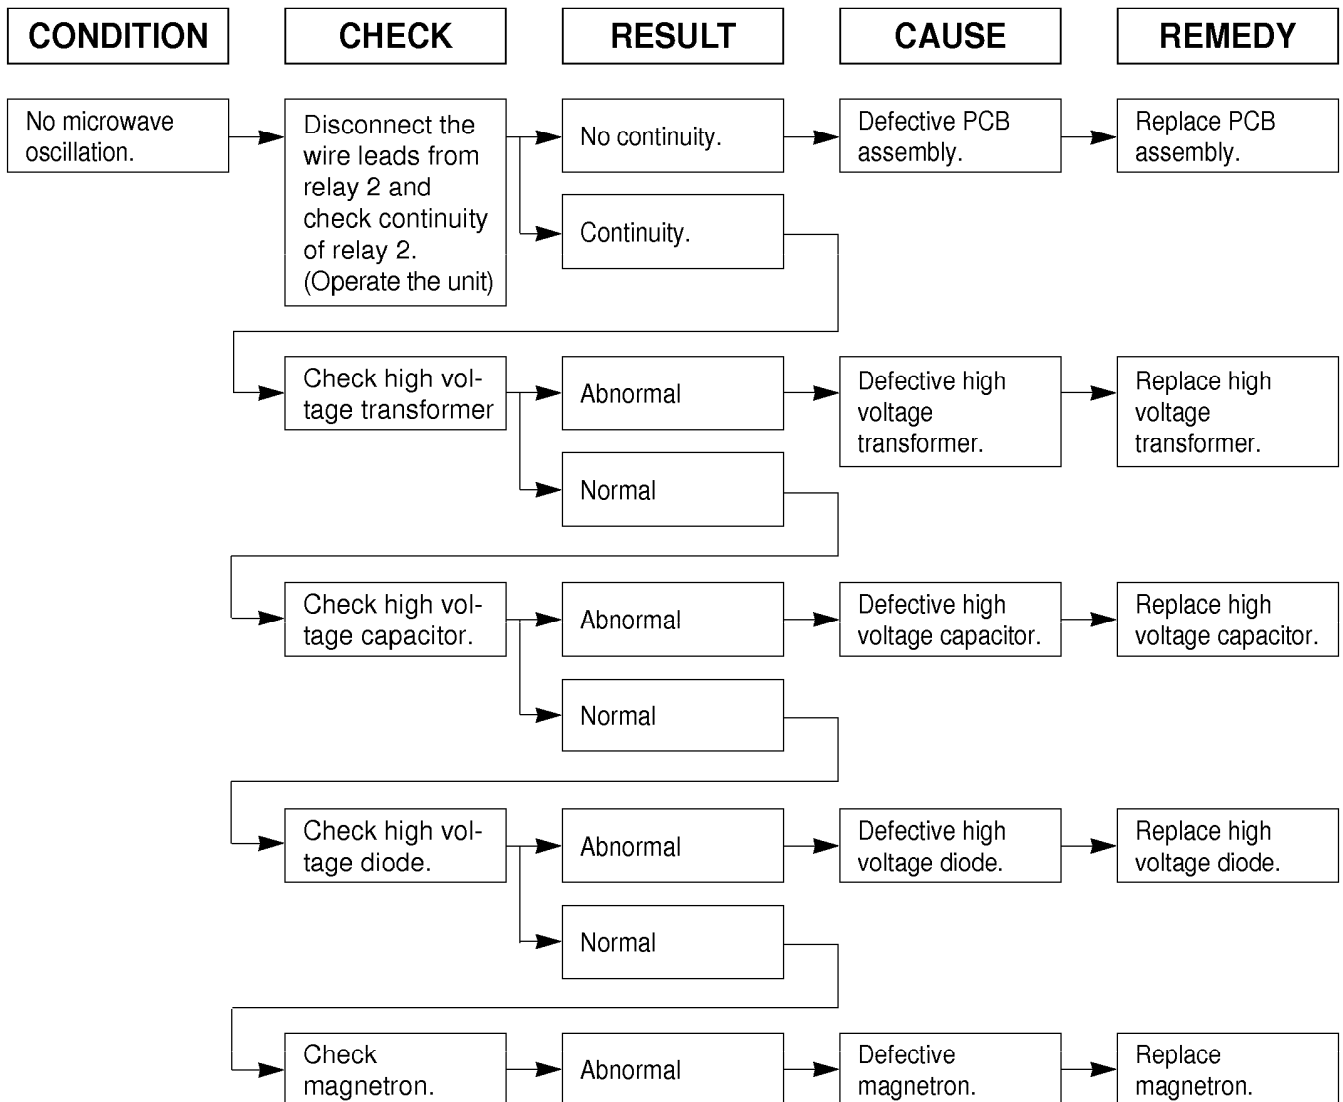 CONDITION
CHECK
RESULT
CAUSE
REMEDY
No microwave
oscillation.
Disconnect the
wire leads from
relay 2 and
check continuity
of relay 2.
(Operate the unit)
No continuity.
Defective PCB
assembly.
Replace PCB
assembly.
Continuity.
Check high vol-
tage transformer
Abnormal
Defective high
voltage
transformer.
Replace high
voltage
transformer.
Normal
Check high vol-
tage capacitor.
Abnormal
Defective high
voltage capacitor.
Replace high
voltage capacitor.
Normal
Check high vol-
tage diode.
Abnormal
Defective high
voltage diode.
Replace high
voltage diode.
Normal
Check
magnetron.
Abnormal
Defective
magnetron.
Replace
magnetron.